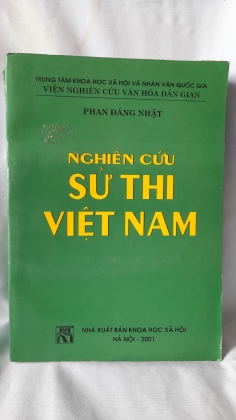 TRUNG TÂM KHOA HỌC XÃ HỘI VÀ NHÂN VĂN QUỐC GIA
VIỆN NGHIÊN CỨU VĂN HÓA DÂN GIAN
PHAN ĐĂNG NHẬT
NGHIÊN CỨU
SỬ THI
VIỆT NAM
NHÀ XUẤT BẢN KHOA HỌC XÃ HỘI
HÀ NỘI - 2001